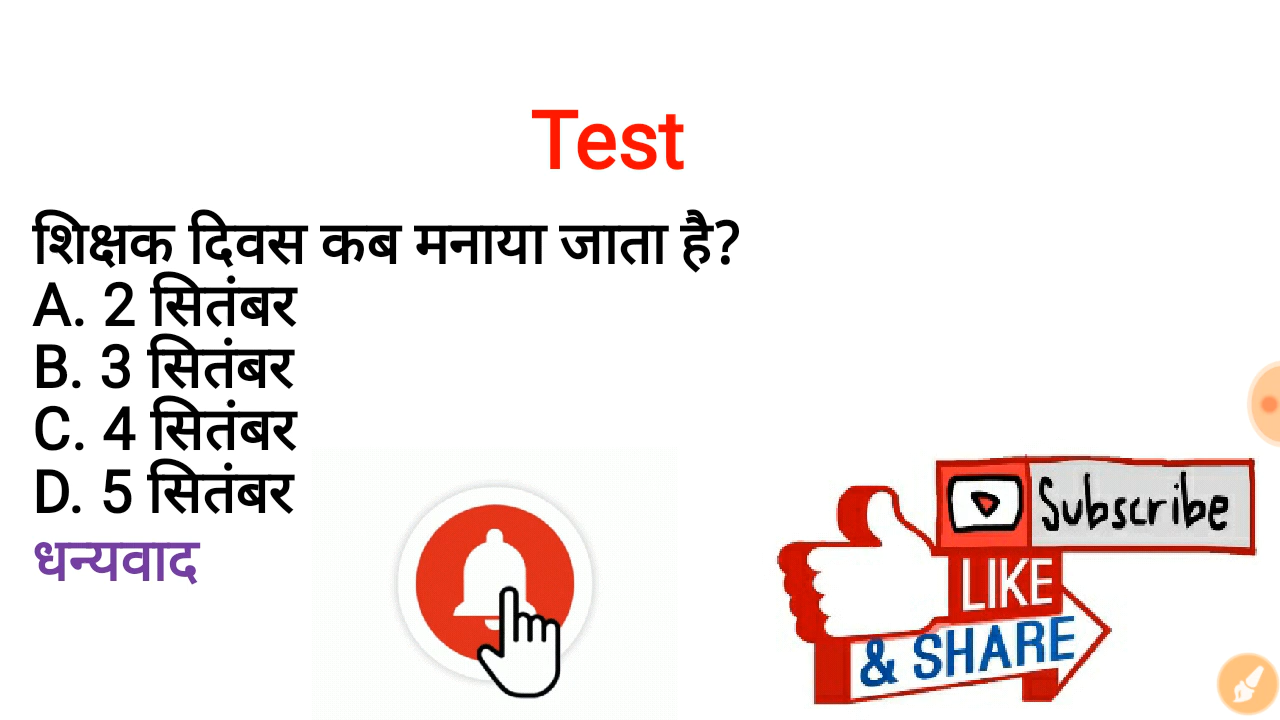 Test
शिक्षक दिवस कब मनाया जाता है?
A. 2 सितंबर
B. 3 सितंबर
C. 4 सितंबर
D. 5 सितंबर
धन्यवाद
Subscribe
LIKE
& SHARE